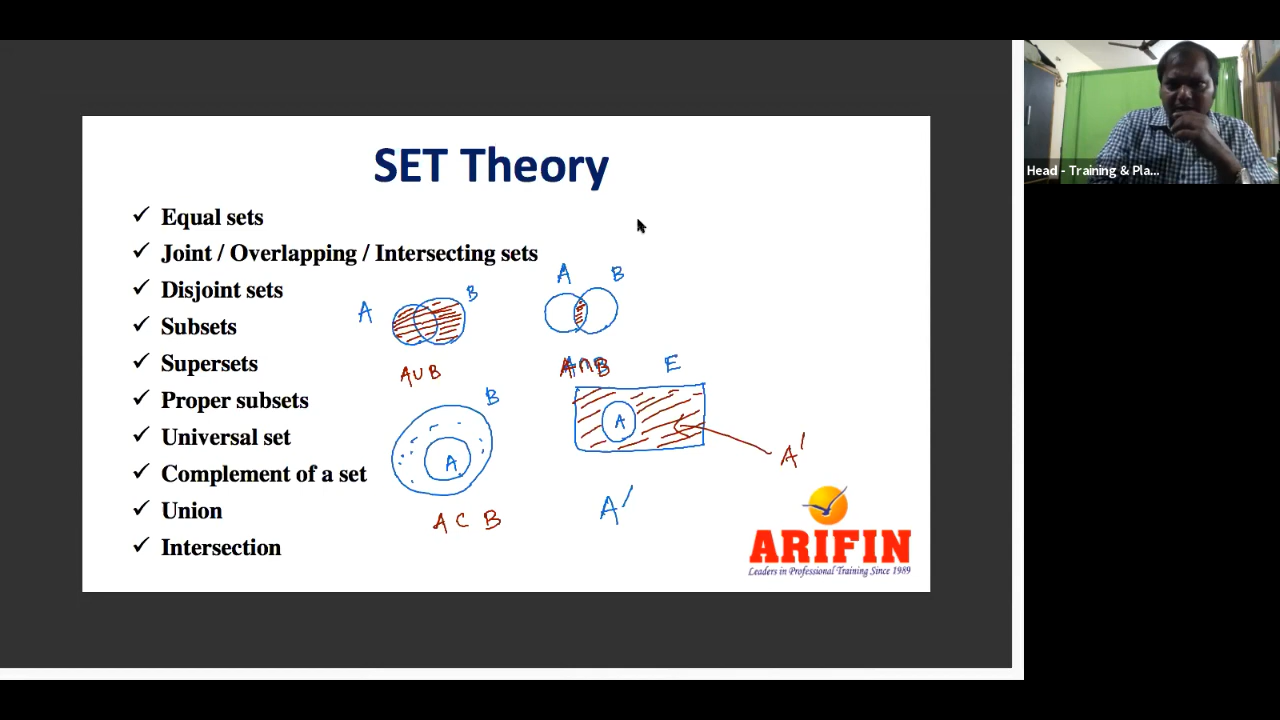 SET Theory
✓ Equal sets
✓ Joint / Overlapping / Intersecting sets
✓ Disjoint sets
✓ Subsets
✓ Supersets
✓ Proper subsets
✓ Universal set
✓ Complement of a set
✓ Union
✓ Intersection
A B
A∪B
A B
A∩B
B
A
A ⊂ B
E
A
A′
A′
ARIFIN
Leaders in Professional Training Since 1989
Head - Training & Pla...